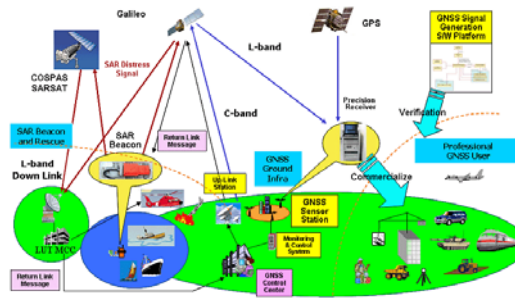 Galileo
GPS
GNSS Signal
Generation
S/W Platform
L-band
SAR Distress
Signal
COSPAS
SARSAT
C-band
Precision
Receiver
Verification
SAR Beacon
and Rescue
SAR
Beacon
Return Link
Message
GNSS
Ground
Infra
Professional
GNSS User
L-band
Down Link
Up-Link
Station
Commercialize
GNSS
Sensor
Station
LUT MCC
Monitoring
& Control
System
Return Link
Message
GNSS
Control
Center